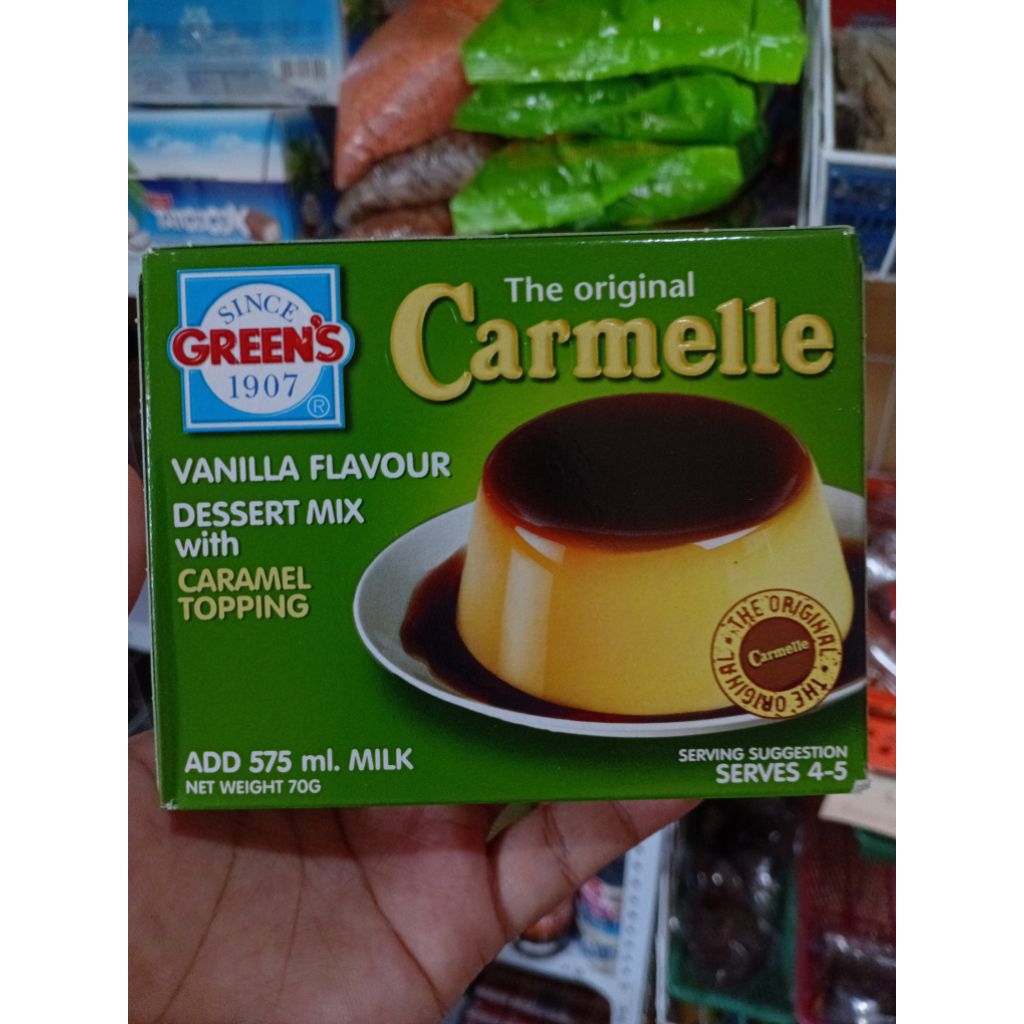 SINCE
GREEN'S
1907
®
The original
Carmelle
VANILLA FLAVOUR
DESSERT MIX
with
CARAMEL
TOPPING
THE ORIGINAL • THE ORIGINAL •
Carmelle
ADD 575 ml. MILK
NET WEIGHT 70G
SERVING SUGGESTION
SERVES 4-5